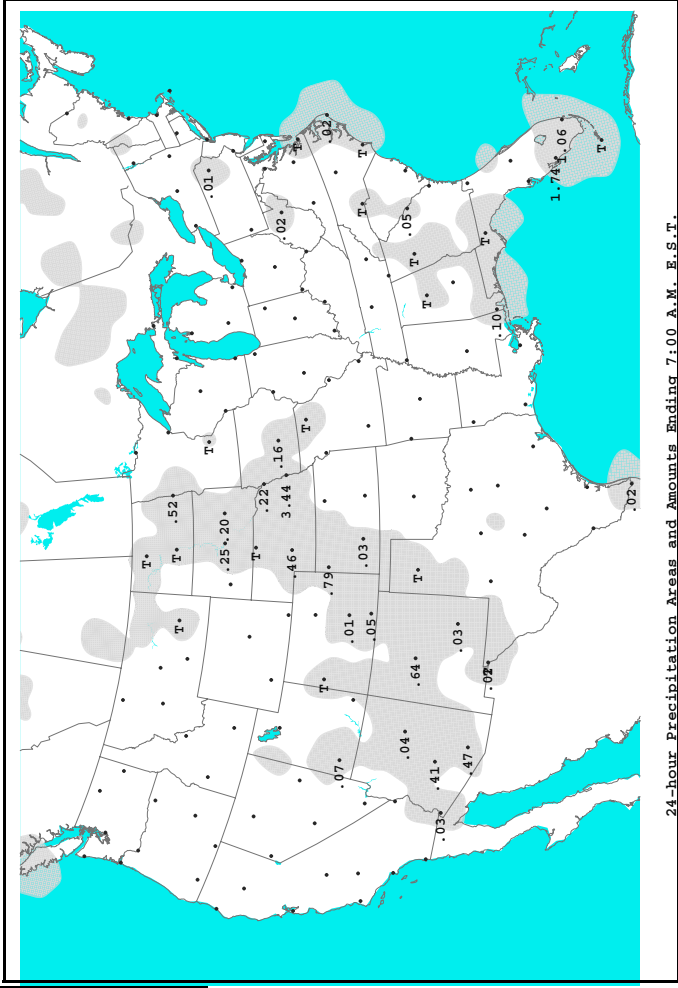 T
.52
T
T
.01
T
.25 .20
T
.22
.16
.02
3.44
.46
T
T
T
.02
.79
.07
.01
T
T
.03
.05
.04
.05
T
.64
T
T
.41
.03
.03
.47
T
.02
.10
1.74
1.06
T
.02
24-hour Precipitation Areas and Amounts Ending 7:00 A.M. E.S.T.